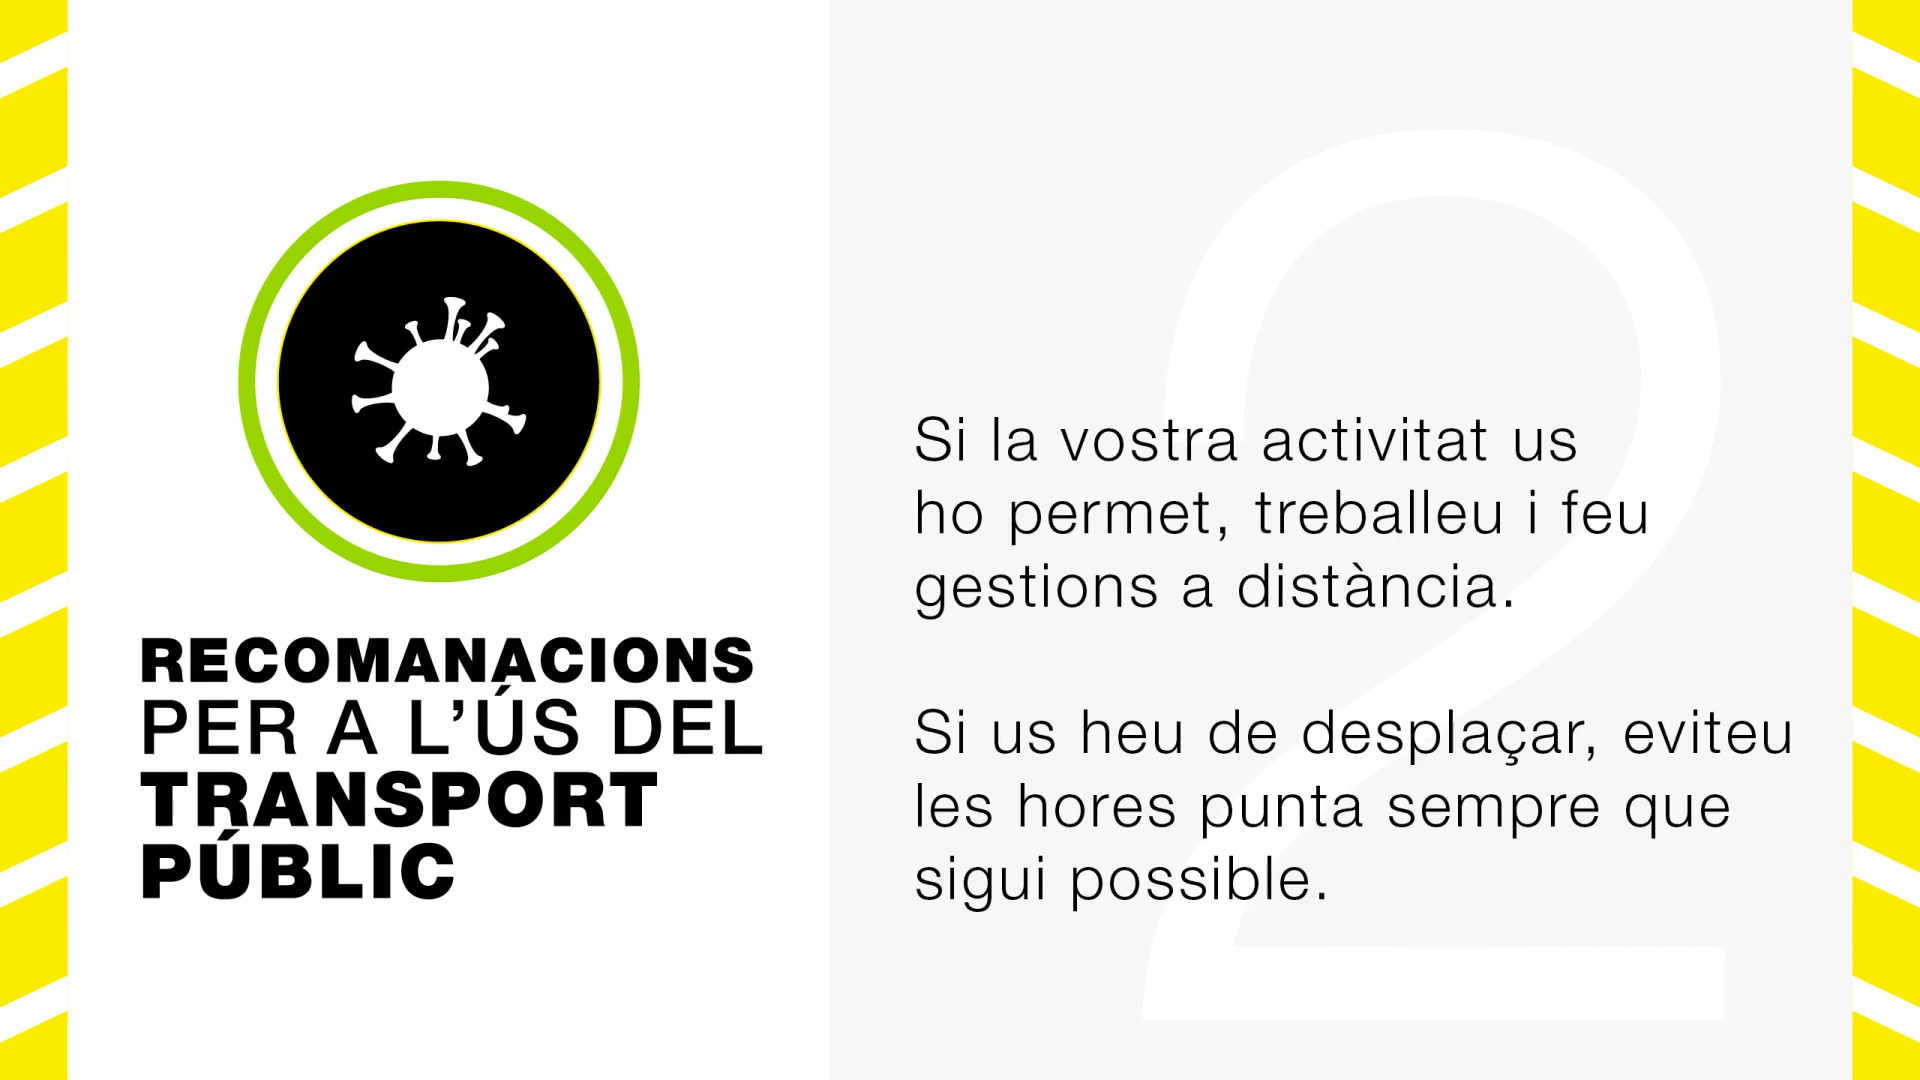 RECOMANACIONS
PER A L’ÚS DEL
TRANSPORT
PÚBLIC
2
Si la vostra activitat us
ho permet, treballeu i feu
gestions a distància.
Si us heu de desplaçar, eviteu
les hores punta sempre que
sigui possible.